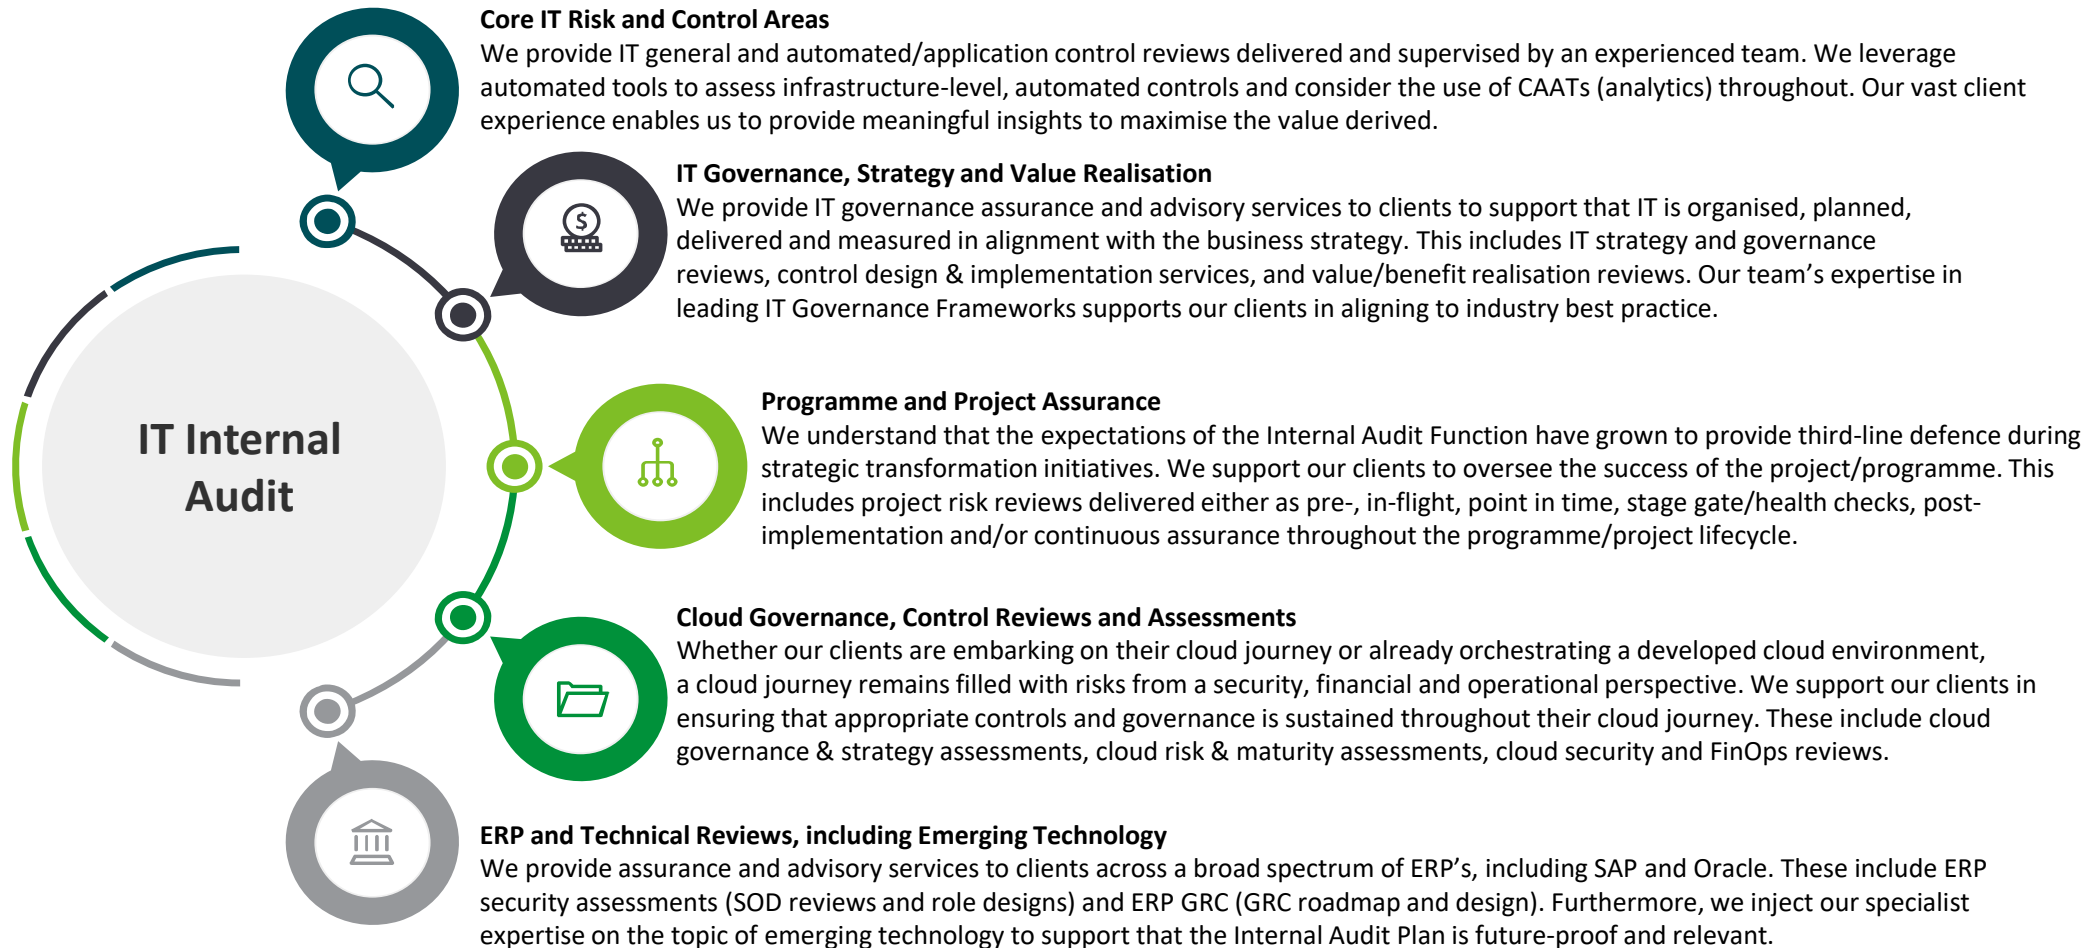 Core IT Risk and Control Areas
We provide IT general and automated/application control reviews delivered and supervised by an experienced team. We leverage
automated tools to assess infrastructure-level, automated controls and consider the use of CAATs (analytics) throughout. Our vast client
experience enables us to provide meaningful insights to maximise the value derived.
IT Governance, Strategy and Value Realisation
We provide IT governance assurance and advisory services to clients to support that IT is organised, planned,
delivered and measured in alignment with the business strategy. This includes IT strategy and governance
reviews, control design & implementation services, and value/benefit realisation reviews. Our team's expertise in
leading IT Governance Frameworks supports our clients in aligning to industry best practice.
IT Internal
Audit
Programme and Project Assurance
We understand that the expectations of the Internal Audit Function have grown to provide third-line defence during
strategic transformation initiatives. We support our clients to oversee the success of the project/programme. This
includes project risk reviews delivered either as pre-, in-flight, point in time, stage gate/health checks, post-
implementation and/or continuous assurance throughout the programme/project lifecycle.
Cloud Governance, Control Reviews and Assessments
Whether our clients are embarking on their cloud journey or already orchestrating a developed cloud environment,
a cloud journey remains filled with risks from a security, financial and operational perspective. We support our clients in
ensuring that appropriate controls and governance is sustained throughout their cloud journey. These include cloud
governance & strategy assessments, cloud risk & maturity assessments, cloud security and FinOps reviews.
ERP and Technical Reviews, including Emerging Technology
We provide assurance and advisory services to clients across a broad spectrum of ERP's, including SAP and Oracle. These include ERP
security assessments (SOD reviews and role designs) and ERP GRC (GRC roadmap and design). Furthermore, we inject our specialist
expertise on the topic of emerging technology to support that the Internal Audit Plan is future-proof and relevant.